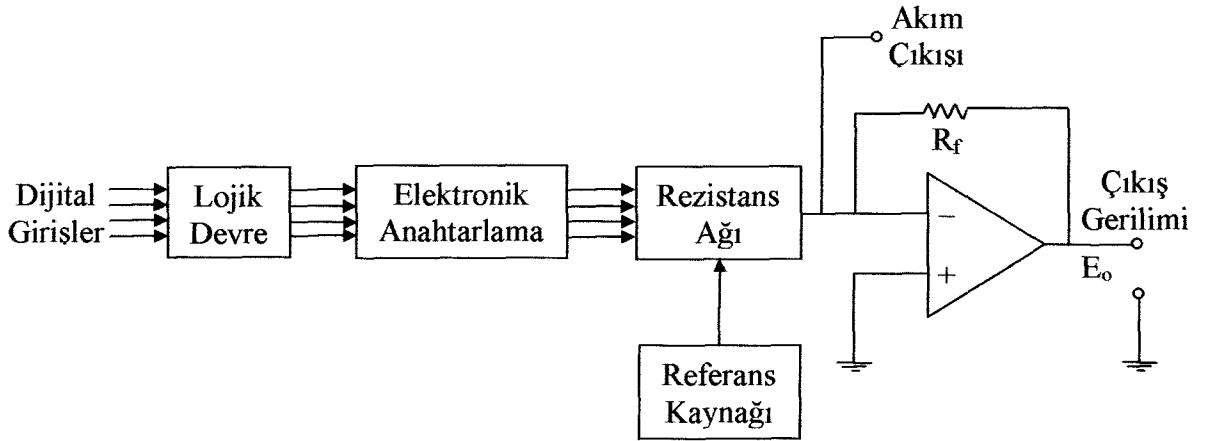 Akım
Çıkışı
R_f
Dijital
Girişler
Lojik
Devre
Elektronik
Anahtarlama
Rezistans
Ağı
−
+
Çıkış
Gerilimi
E_o
Referans
Kaynağı